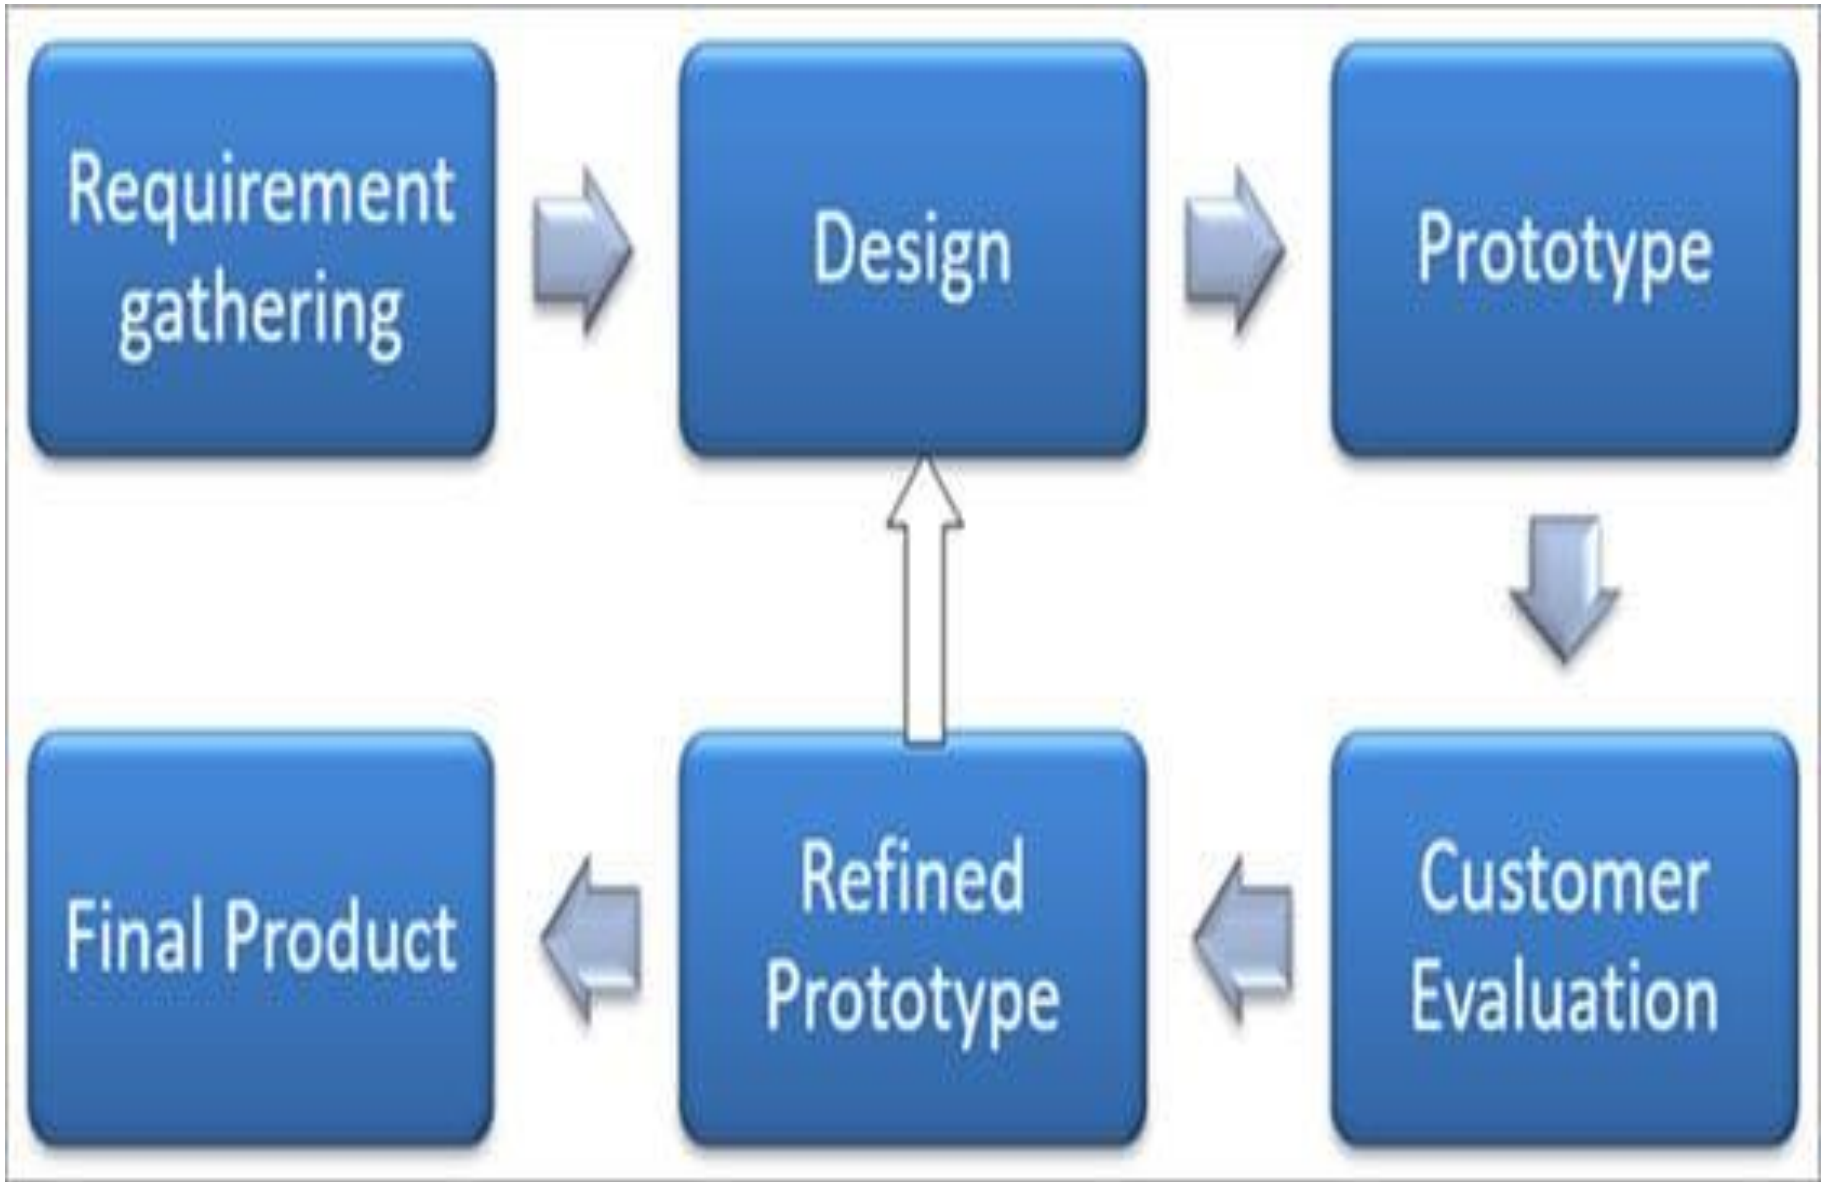 Requirement
gathering
Design
Prototype
Customer
Evaluation
Refined
Prototype
Final Product